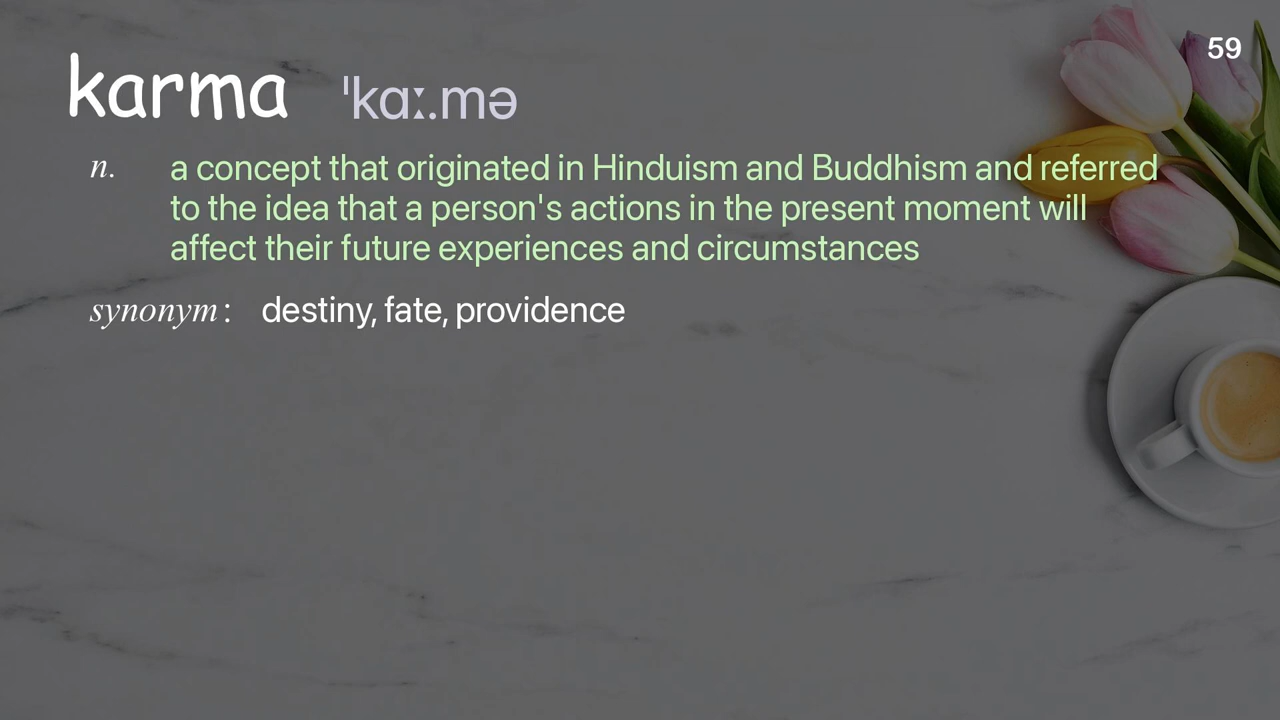 59
karma ˈkɑː.mə
n. a concept that originated in Hinduism and Buddhism and referred
to the idea that a person's actions in the present moment will
affect their future experiences and circumstances
synonym: destiny, fate, providence